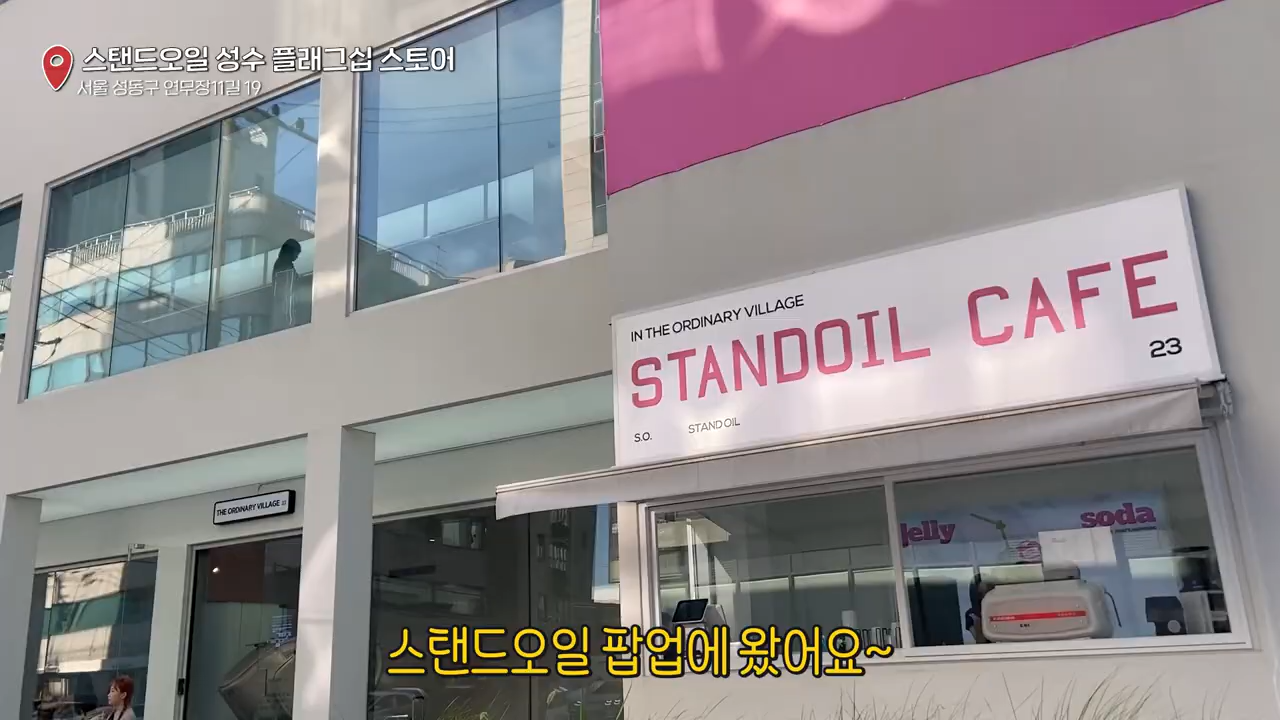 스탠드오일 성수 플래그십 스토어
서울 성동구 연무장11길 19
IN THE ORDINARY VILLAGE
STANDOIL CAFE
23
S.O.
STANDOIL
THE ORDINARY VILLAGE
jelly
soda
스탠드오일 팝업에 왔어요~